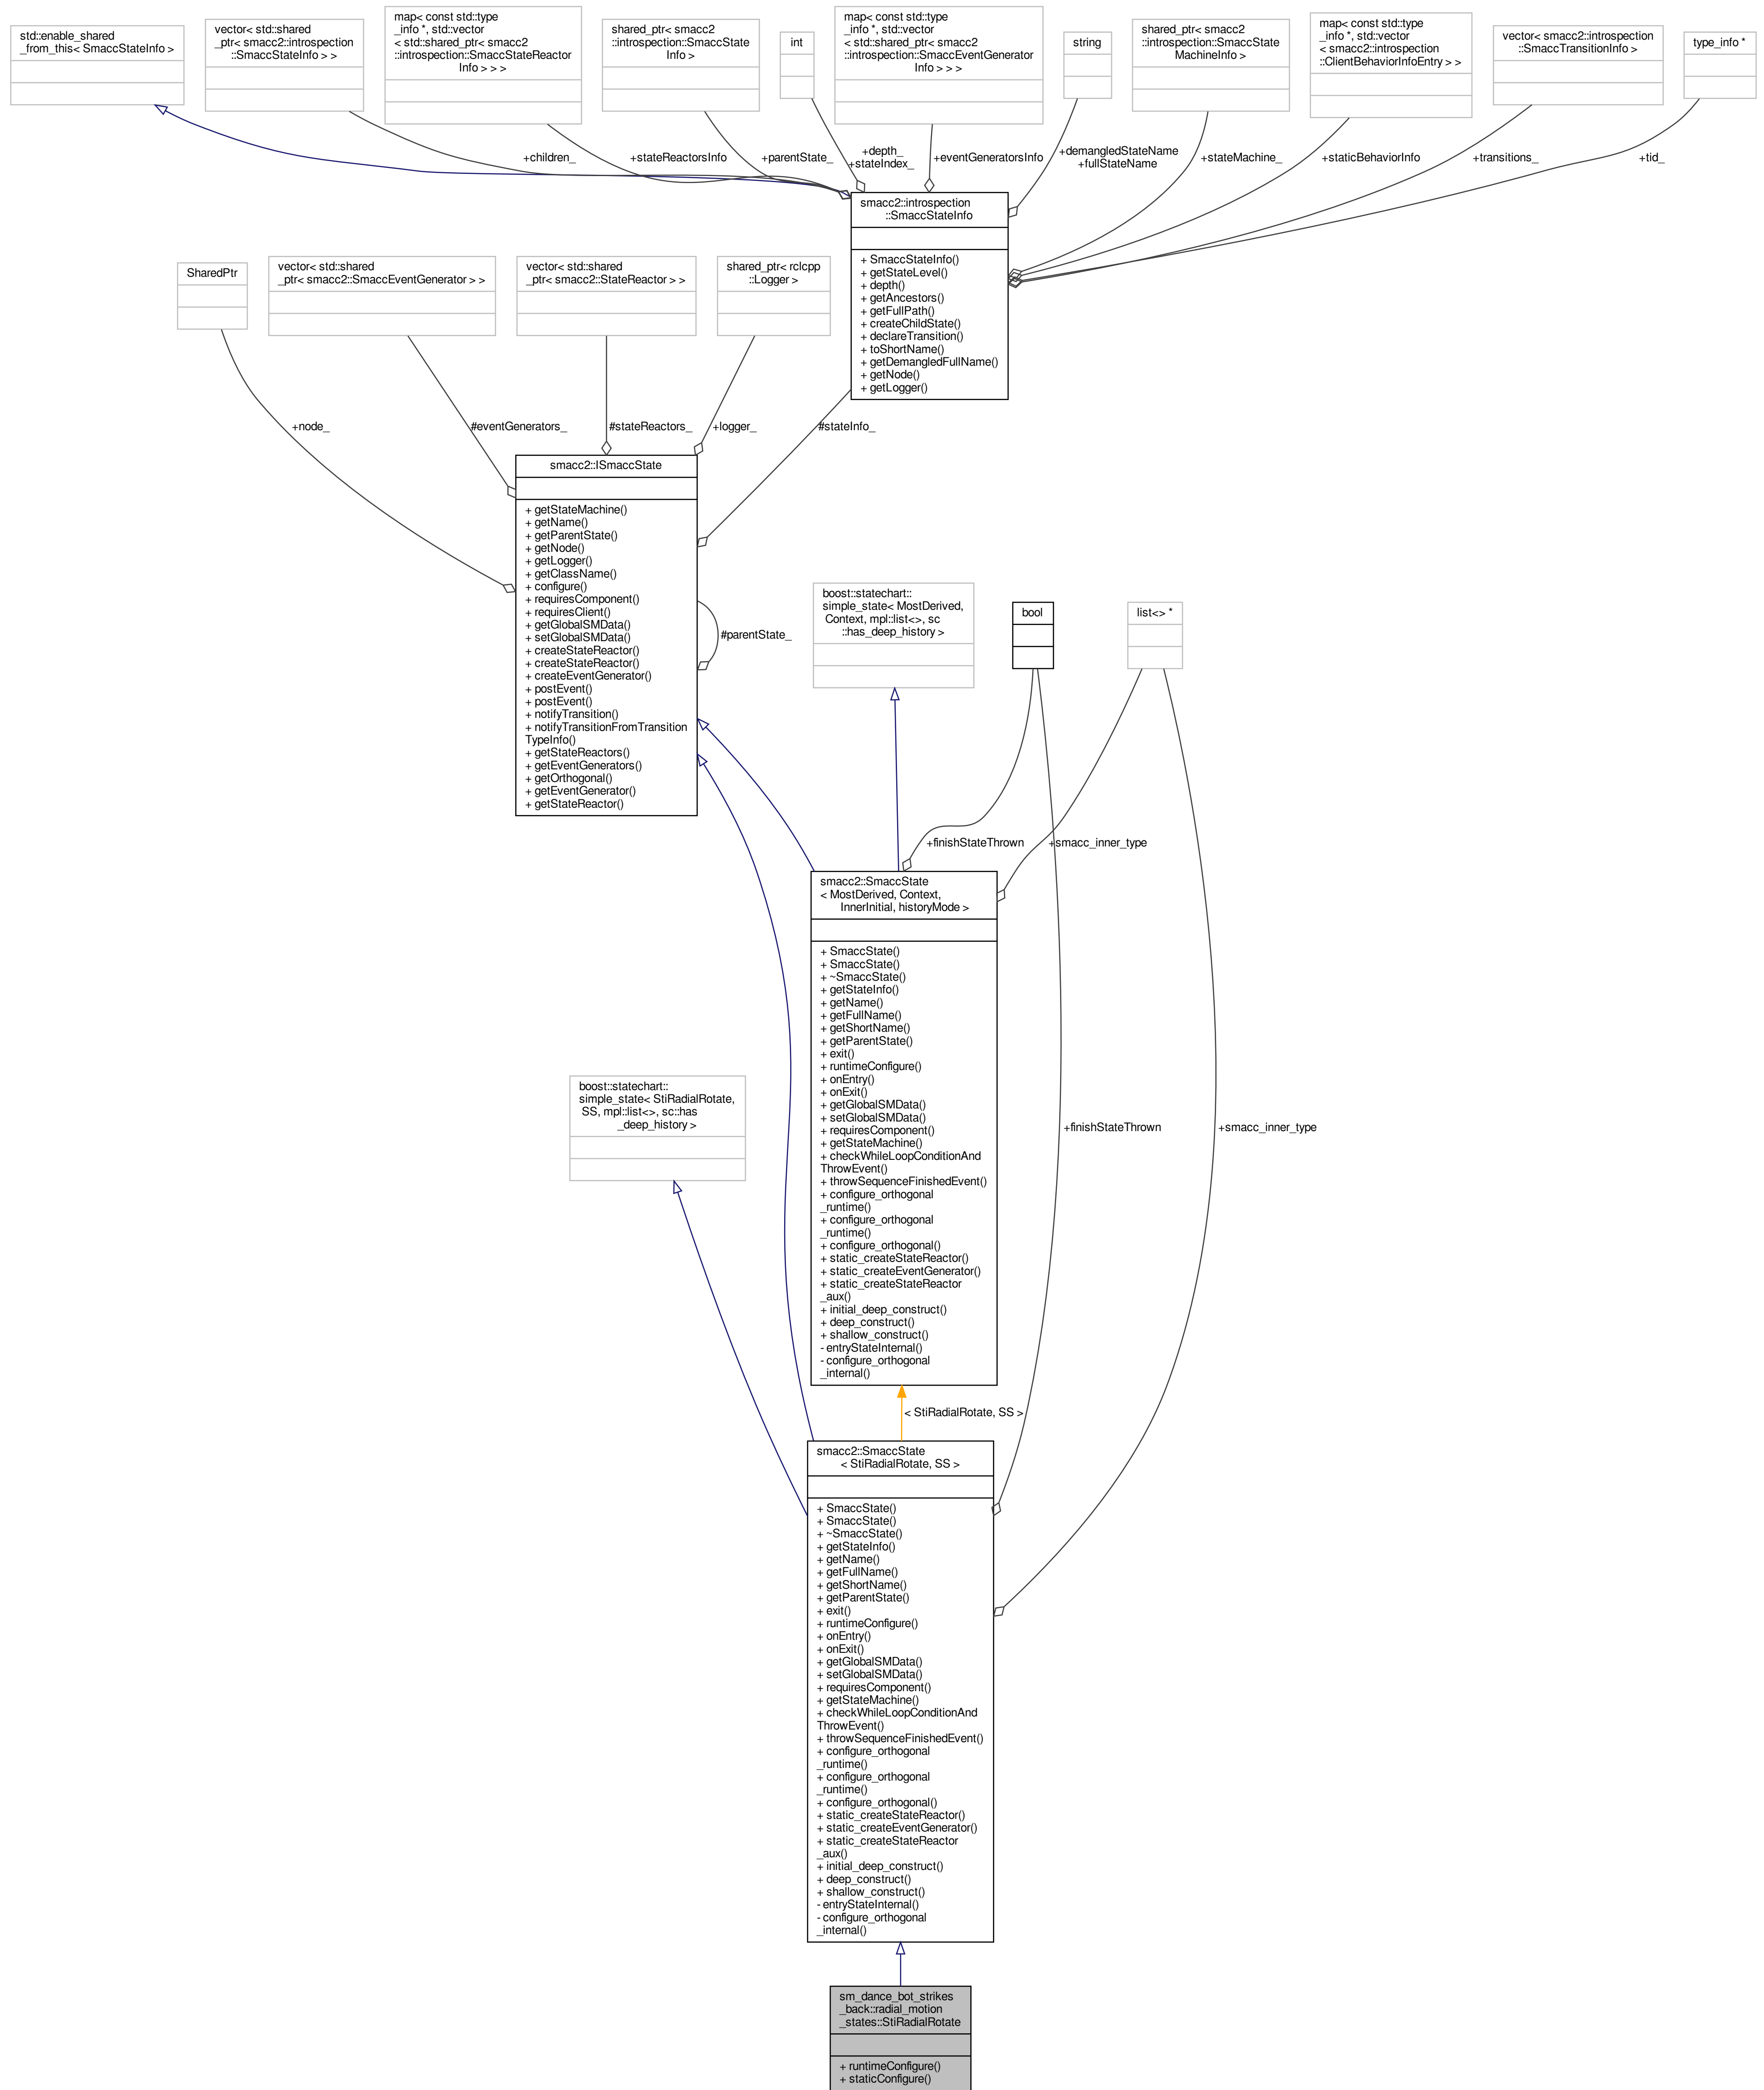 std::enable_shared
_from_this< SmaccStateInfo >
vector< std::shared
_ptr< smacc2::introspection
::SmaccStateInfo > >
map< const std::type
_info *, std::vector
< std::shared_ptr< smacc2
::introspection::SmaccStateReactor
Info > > >
shared_ptr< smacc2
::introspection::SmaccState
Info >
int
map< const std::type
_info *, std::vector
< std::shared_ptr< smacc2
::introspection::SmaccEventGenerator
Info > > >
string
shared_ptr< smacc2
::introspection::SmaccState
MachineInfo >
map< const std::type
_info *, std::vector
< smacc2::introspection
::ClientBehaviorInfoEntry > >
vector< smacc2::introspection
::SmaccTransitionInfo >
type_info *
+children_
+stateReactorsInfo
+parentState_
+depth_
+stateIndex_
+eventGeneratorsInfo
+demangledStateName
+fullStateName
+stateMachine_
+staticBehaviorInfo
+transitions_
+tid_
smacc2::introspection
::SmaccStateInfo
+ SmaccStateInfo()
+ getStateLevel()
+ depth()
+ getAncestors()
+ getFullPath()
+ createChildState()
+ declareTransition()
+ toShortName()
+ getDemangledFullName()
+ getNode()
+ getLogger()
SharedPtr
vector< std::shared
_ptr< smacc2::SmaccEventGenerator > >
vector< std::shared
_ptr< smacc2::StateReactor > >
shared_ptr< rclcpp
::Logger >
+node_
#eventGenerators_
#stateReactors_
+logger_
#stateInfo_
smacc2::ISmaccState
+ getStateMachine()
+ getName()
+ getParentState()
+ getNode()
+ getLogger()
+ getClassName()
+ configure()
+ requiresComponent()
+ requiresClient()
+ getGlobalSMData()
+ setGlobalSMData()
+ createStateReactor()
+ createStateReactor()
+ createEventGenerator()
+ postEvent()
+ postEvent()
+ notifyTransition()
+ notifyTransitionFromTransition
TypeInfo()
+ getStateReactors()
+ getEventGenerators()
+ getOrthogonal()
+ getEventGenerator()
+ getStateReactor()
#parentState_
boost::statechart::
simple_state< MostDerived,
Context, mpl::list<>, sc
::has_deep_history >
bool
list<> *
+finishStateThrown
+smacc_inner_type
smacc2::SmaccState
< MostDerived, Context,
InnerInitial, historyMode >
+ SmaccState()
+ SmaccState()
+ ~SmaccState()
+ getStateInfo()
+ getName()
+ getFullName()
+ getShortName()
+ getParentState()
+ exit()
+ runtimeConfigure()
+ onEntry()
+ onExit()
+ getGlobalSMData()
+ setGlobalSMData()
+ requiresComponent()
+ getStateMachine()
+ checkWhileLoopConditionAnd
ThrowEvent()
+ throwSequenceFinishedEvent()
+ configure_orthogonal
_runtime()
+ configure_orthogonal
_runtime()
+ configure_orthogonal()
+ static_createStateReactor()
+ static_createEventGenerator()
+ static_createStateReactor
_aux()
+ initial_deep_construct()
+ deep_construct()
+ shallow_construct()
- entryStateInternal()
- configure_orthogonal
_internal()
boost::statechart::
simple_state< StiRadialRotate,
SS, mpl::list<>, sc::has
_deep_history >
+finishStateThrown
+smacc_inner_type
< StiRadialRotate, SS >
smacc2::SmaccState
< StiRadialRotate, SS >
+ SmaccState()
+ SmaccState()
+ ~SmaccState()
+ getStateInfo()
+ getName()
+ getFullName()
+ getShortName()
+ getParentState()
+ exit()
+ runtimeConfigure()
+ onEntry()
+ onExit()
+ getGlobalSMData()
+ setGlobalSMData()
+ requiresComponent()
+ getStateMachine()
+ checkWhileLoopConditionAnd
ThrowEvent()
+ throwSequenceFinishedEvent()
+ configure_orthogonal
_runtime()
+ configure_orthogonal
_runtime()
+ configure_orthogonal()
+ static_createStateReactor()
+ static_createEventGenerator()
+ static_createStateReactor
_aux()
+ initial_deep_construct()
+ deep_construct()
+ shallow_construct()
- entryStateInternal()
- configure_orthogonal
_internal()
sm_dance_bot_strikes
_back::radial_motion
_states::StiRadialRotate
+ runtimeConfigure()
+ staticConfigure()